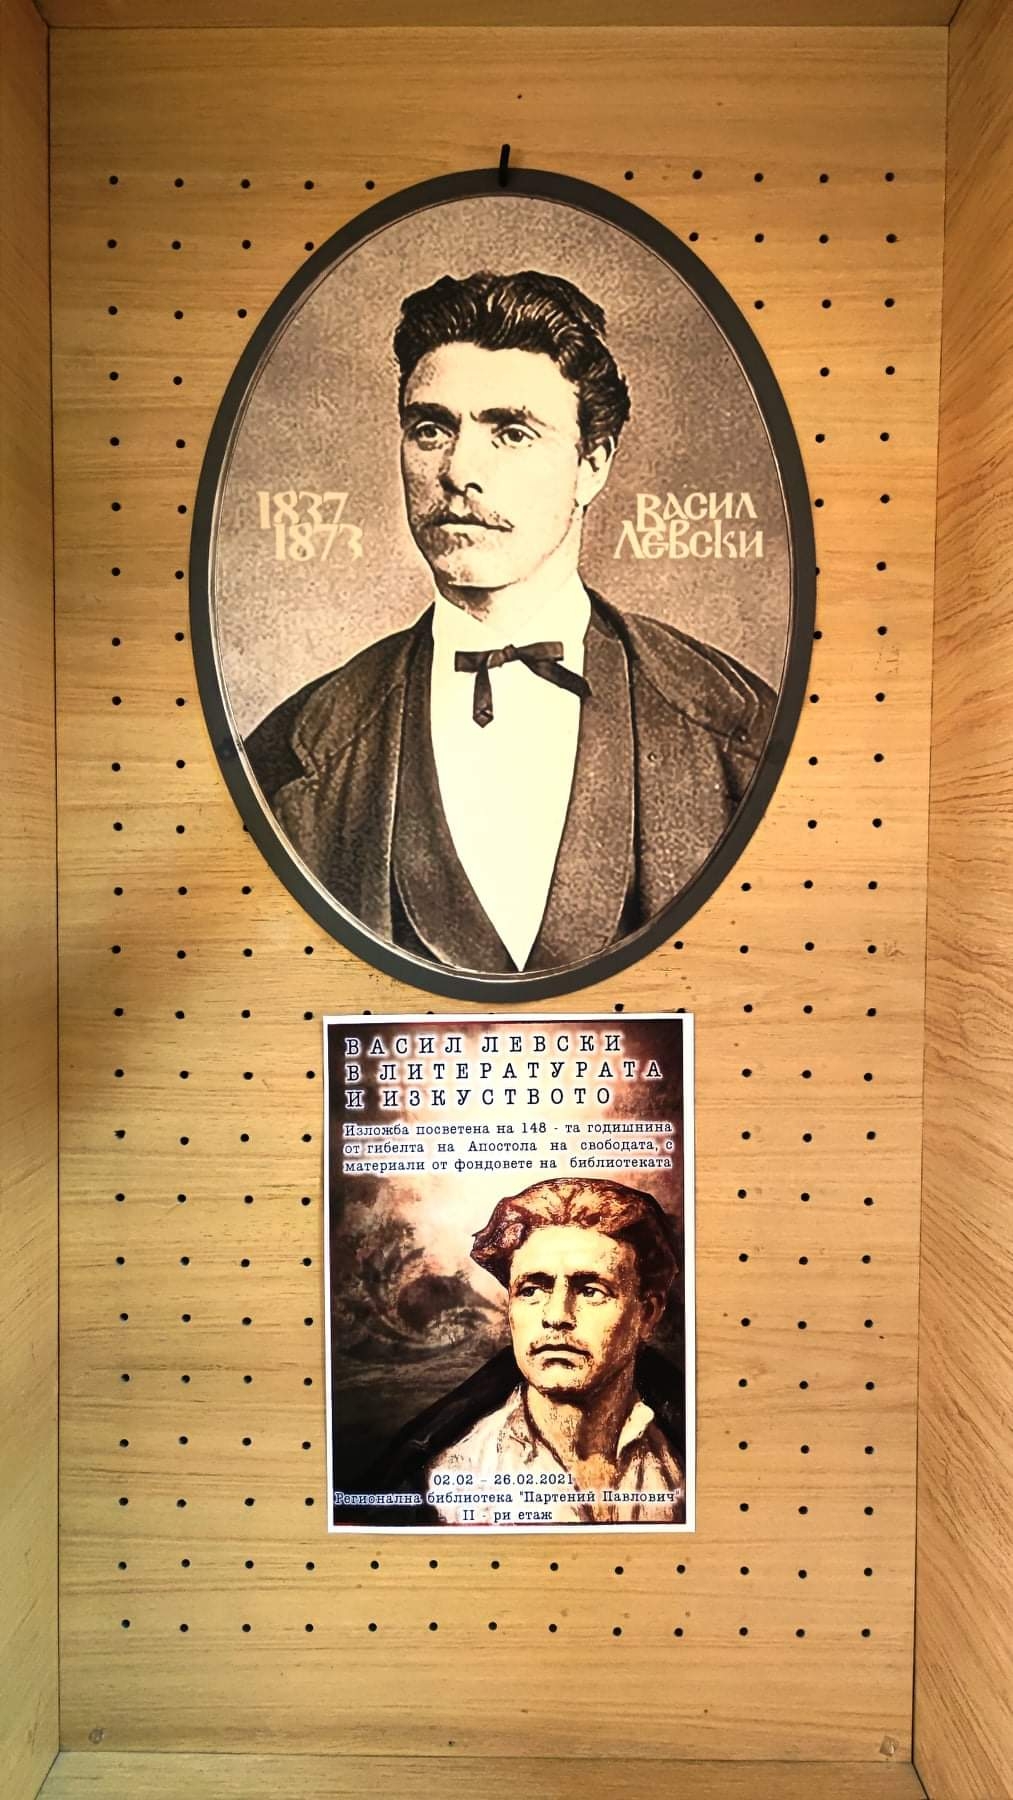 1837
1873
ВАСИЛ
ЛЕВСКИ
ВАСИЛ ЛЕВСКИ
В ЛИТЕРАТУРАТА
И ИЗКУСТВОТО
Изложба посветена на 148 - та годишнина
от гибелта на Апостола на свободата, с
материали от фондовете на библиотеката
02.02 - 26.02.2021
Регионална библиотека "Партений Павлович"
II - ри етаж